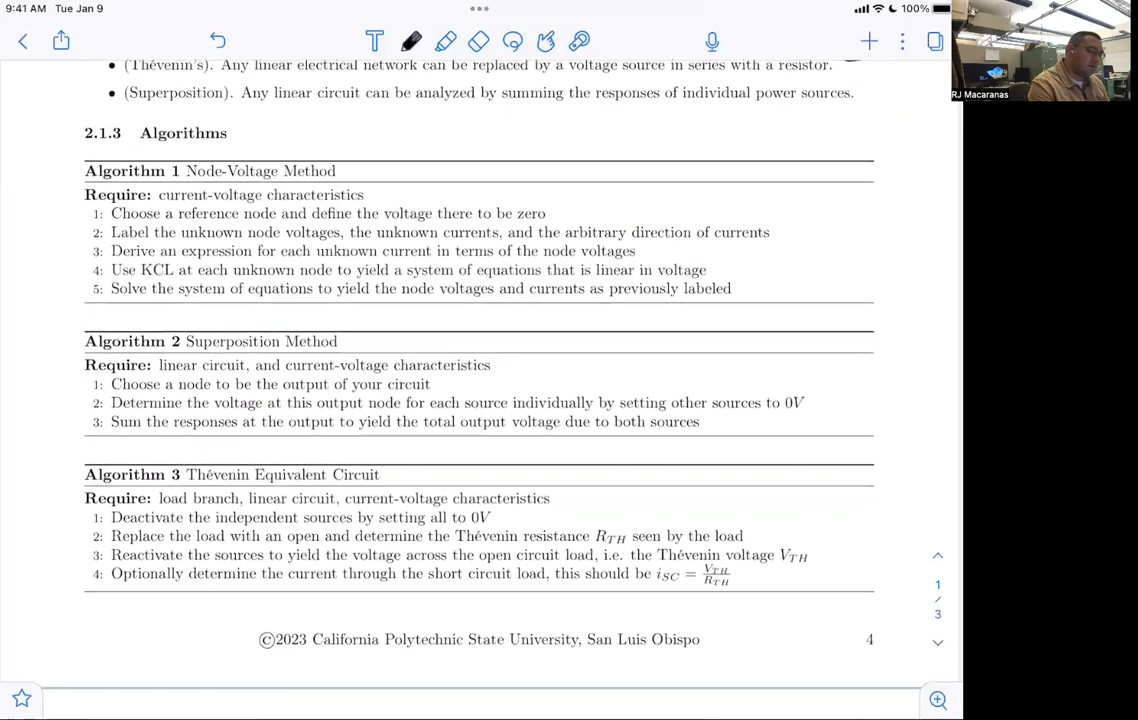 9:41 AM Tue Jan 9
100%
• (Thévenin's). Any linear electrical network can be replaced by a voltage source in series with a resistor.
• (Superposition). Any linear circuit can be analyzed by summing the responses of individual power sources.
2.1.3 Algorithms
Algorithm 1 Node-Voltage Method
Require: current-voltage characteristics
1: Choose a reference node and define the voltage there to be zero
2: Label the unknown node voltages, the unknown currents, and the arbitrary direction of currents
3: Derive an expression for each unknown current in terms of the node voltages
4: Use KCL at each unknown node to yield a system of equations that is linear in voltage
5: Solve the system of equations to yield the node voltages and currents as previously labeled
Algorithm 2 Superposition Method
Require: linear circuit, and current-voltage characteristics
1: Choose a node to be the output of your circuit
2: Determine the voltage at this output node for each source individually by setting other sources to 0V
3: Sum the responses at the output to yield the total output voltage due to both sources
Algorithm 3 Thévenin Equivalent Circuit
Require: load branch, linear circuit, current-voltage characteristics
1: Deactivate the independent sources by setting all to 0V
2: Replace the load with an open and determine the Thévenin resistance R_TH seen by the load
3: Reactivate the sources to yield the voltage across the open circuit load, i.e. the Thévenin voltage V_TH
4: Optionally determine the current through the short circuit load, this should be i_SC = V_TH / R_TH
©2023 California Polytechnic State University, San Luis Obispo 4
1
/
3
RJ Macaranas